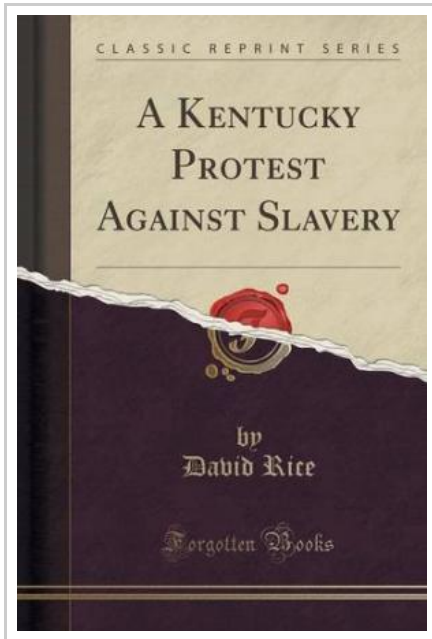 CLASSIC REPRINT SERIES
A KENTUCKY
PROTEST
AGAINST SLAVERY
by
David Rice
Forgotten Books